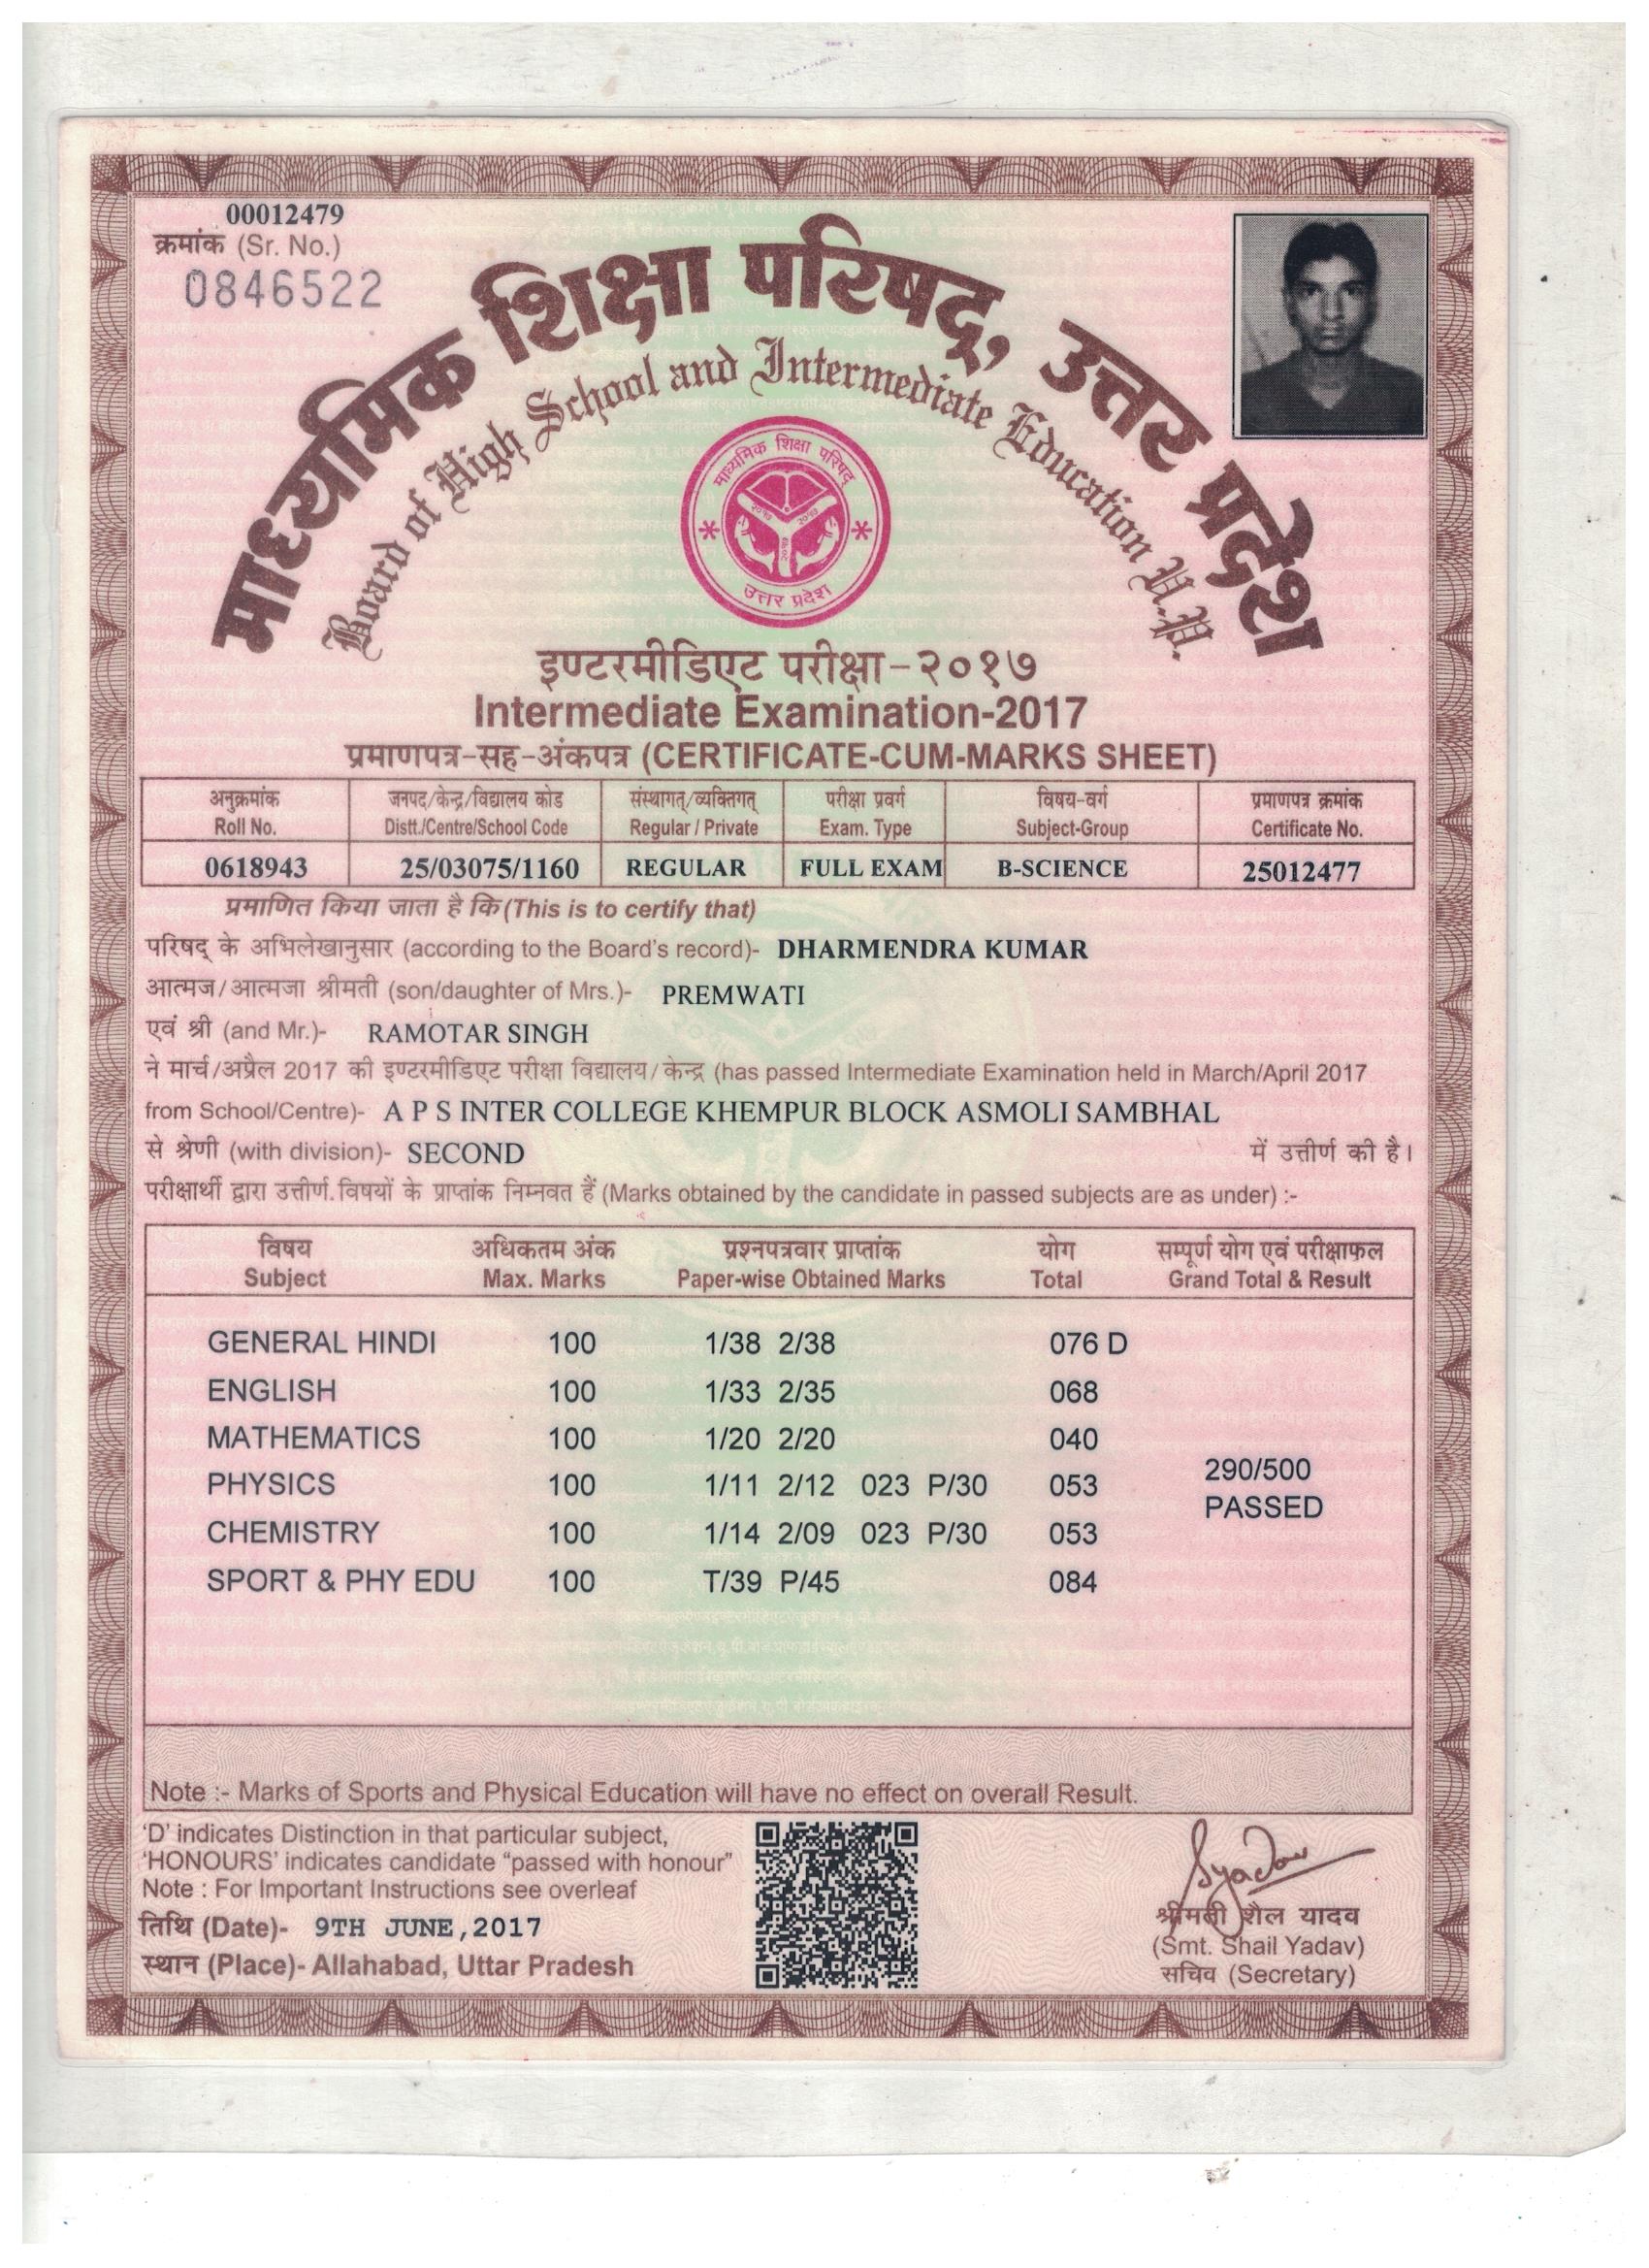 00012479
क्रमांक (Sr. No.)
0846522
माध्यमिक शिक्षा परिषद्, उत्तर प्रदेश
Board of High School and Intermediate Education U.P.
माध्यमिक शिक्षा परिषद्
२०१७ २०१७
२०१७
उत्तर प्रदेश
इण्टरमीडिएट परीक्षा-२०१७
Intermediate Examination-2017
प्रमाणपत्र-सह-अंकपत्र (CERTIFICATE-CUM-MARKS SHEET)
अनुक्रमांक जनपद/केन्द्र/विद्यालय कोड संस्थागत्/व्यक्तिगत् परीक्षा प्रवर्ग विषय-वर्ग प्रमाणपत्र क्रमांक
Roll No. Distt./Centre/School Code Regular / Private Exam. Type Subject-Group Certificate No.
0618943 25/03075/1160 REGULAR FULL EXAM B-SCIENCE 25012477
प्रमाणित किया जाता है कि (This is to certify that)
परिषद् के अभिलेखानुसार (according to the Board's record)- DHARMENDRA KUMAR
आत्मज/आत्मजा श्रीमती (son/daughter of Mrs.)- PREMWATI
एवं श्री (and Mr.)- RAMOTAR SINGH
ने मार्च/अप्रैल 2017 की इण्टरमीडिएट परीक्षा विद्यालय/केन्द्र (has passed Intermediate Examination held in March/April 2017
from School/Centre)- A P S INTER COLLEGE KHEMPUR BLOCK ASMOLI SAMBHAL
से श्रेणी (with division)- SECOND में उत्तीर्ण की है।
परीक्षार्थी द्वारा उत्तीर्ण विषयों के प्राप्तांक निम्नवत हैं (Marks obtained by the candidate in passed subjects are as under) :-
विषय अधिकतम अंक प्रश्नपत्रवार प्राप्तांक योग सम्पूर्ण योग एवं परीक्षाफल
Subject Max. Marks Paper-wise Obtained Marks Total Grand Total & Result
GENERAL HINDI 100 1/38 2/38 076 D
ENGLISH 100 1/33 2/35 068
MATHEMATICS 100 1/20 2/20 040
PHYSICS 100 1/11 2/12 023 P/30 053 290/500
PASSED
CHEMISTRY 100 1/14 2/09 023 P/30 053
SPORT & PHY EDU 100 T/39 P/45 084
Note :- Marks of Sports and Physical Education will have no effect on overall Result.
'D' indicates Distinction in that particular subject,
'HONOURS' indicates candidate "passed with honour"
Note : For Important Instructions see overleaf
तिथि (Date)- 9TH JUNE,2017
स्थान (Place)- Allahabad, Uttar Pradesh
Syadav
श्रीमती शैल यादव
(Smt. Shail Yadav)
सचिव (Secretary)